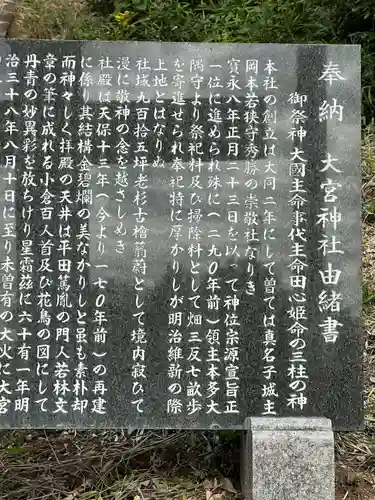 奉納 大宮神社由緒書
御祭神 大國主命事代主命田心姫命の三柱の神
本社の創立は大同二年にして曽ては真名子城主
岡本若狭守秀勝の崇敬社なりき
寛永八年正月二十三日を以って神位宗源宣旨正
一位に進められ殊に(二九〇年前)領主本多大
隅守より祭祀料及び掃除料として畑三反七畝歩
を寄進せられ奉祀特に厚かりしが明治維新の際
上地とはなりぬ
社域九百拾五坪老杉古檜蓊蔚として境内寂びて
漫に敬神の念を越さしめき
社殿は天保十三年(今より一七〇年前)の再建
に係り其結構金碧爛の美なかりしと虽も素朴却
而神々しく拝殿の天井は平田篤胤の門人若林文
章の筆に成れる小倉百人首及び花鳥の図にして
丹青の妙異彩を放ちけり星霜茲に六十有一年明
治三十八年八月十日に至り未曽有の大火に大宮